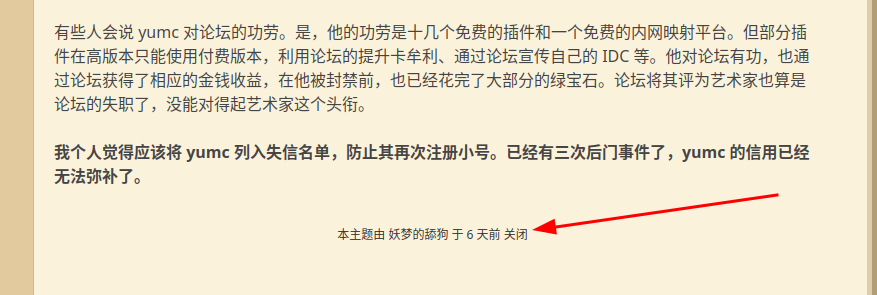 有些人会说 yumc 对论坛的功劳。是，他的功劳是十几个免费的插件和一个免费的内网映射平台。但部分插
件在高版本只能使用付费版本，利用论坛的提升卡牟利、通过论坛宣传自己的 IDC 等。他对论坛有功，也通
过论坛获得了相应的金钱收益，在他被封禁前，也已经花完了大部分的绿宝石。论坛将其评为艺术家也算是
论坛的失职了，没能对得起艺术家这个头衔。
我个人觉得应该将 yumc 列入失信名单，防止其再次注册小号。已经有三次后门事件了，yumc 的信用已经
无法弥补了。
本主题由 妖梦的舔狗 于 6 天前 关闭